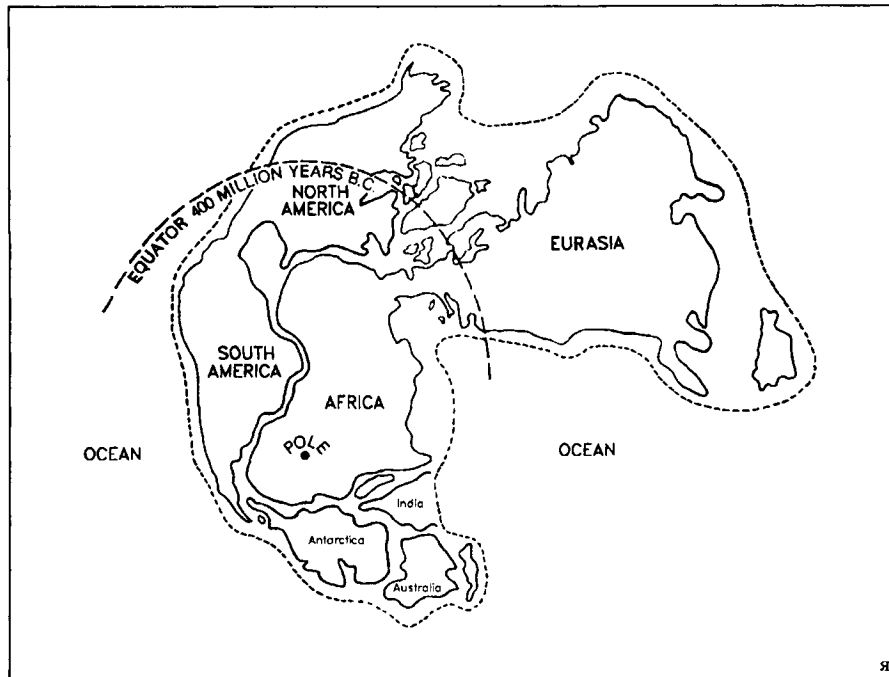 EQUATOR 400 MILLION YEARS B.C.
NORTH
AMERICA
EURASIA
SOUTH
AMERICA
AFRICA
POLE
OCEAN
OCEAN
India
Antarctica
Australia
Я